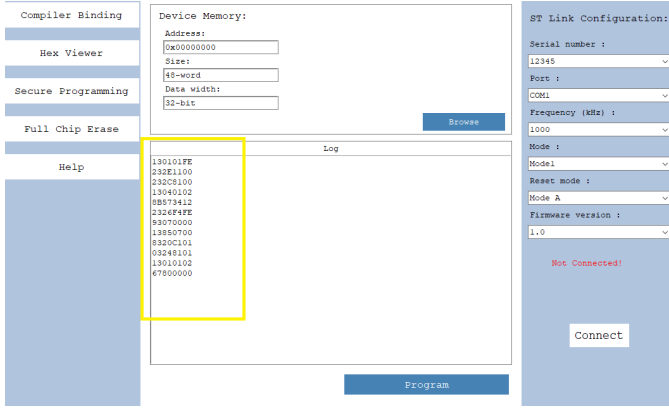 Compiler Binding
Hex Viewer
Secure Programming
Full Chip Erase
Help
Device Memory:
Address:
0x00000000
Size:
48-word
Data width:
32-bit
Browse
Log
130101FE
232E1100
232C8100
13040102
8B573412
2326F4FE
93070000
13850700
8320C101
03248101
13010102
67800000
Program
ST Link Configuration:
Serial number :
12345
Port :
COM1
Frequency (kHz) :
1000
Mode :
Mode1
Reset mode :
Mode A
Firmware version :
1.0
Not Connected!
Connect